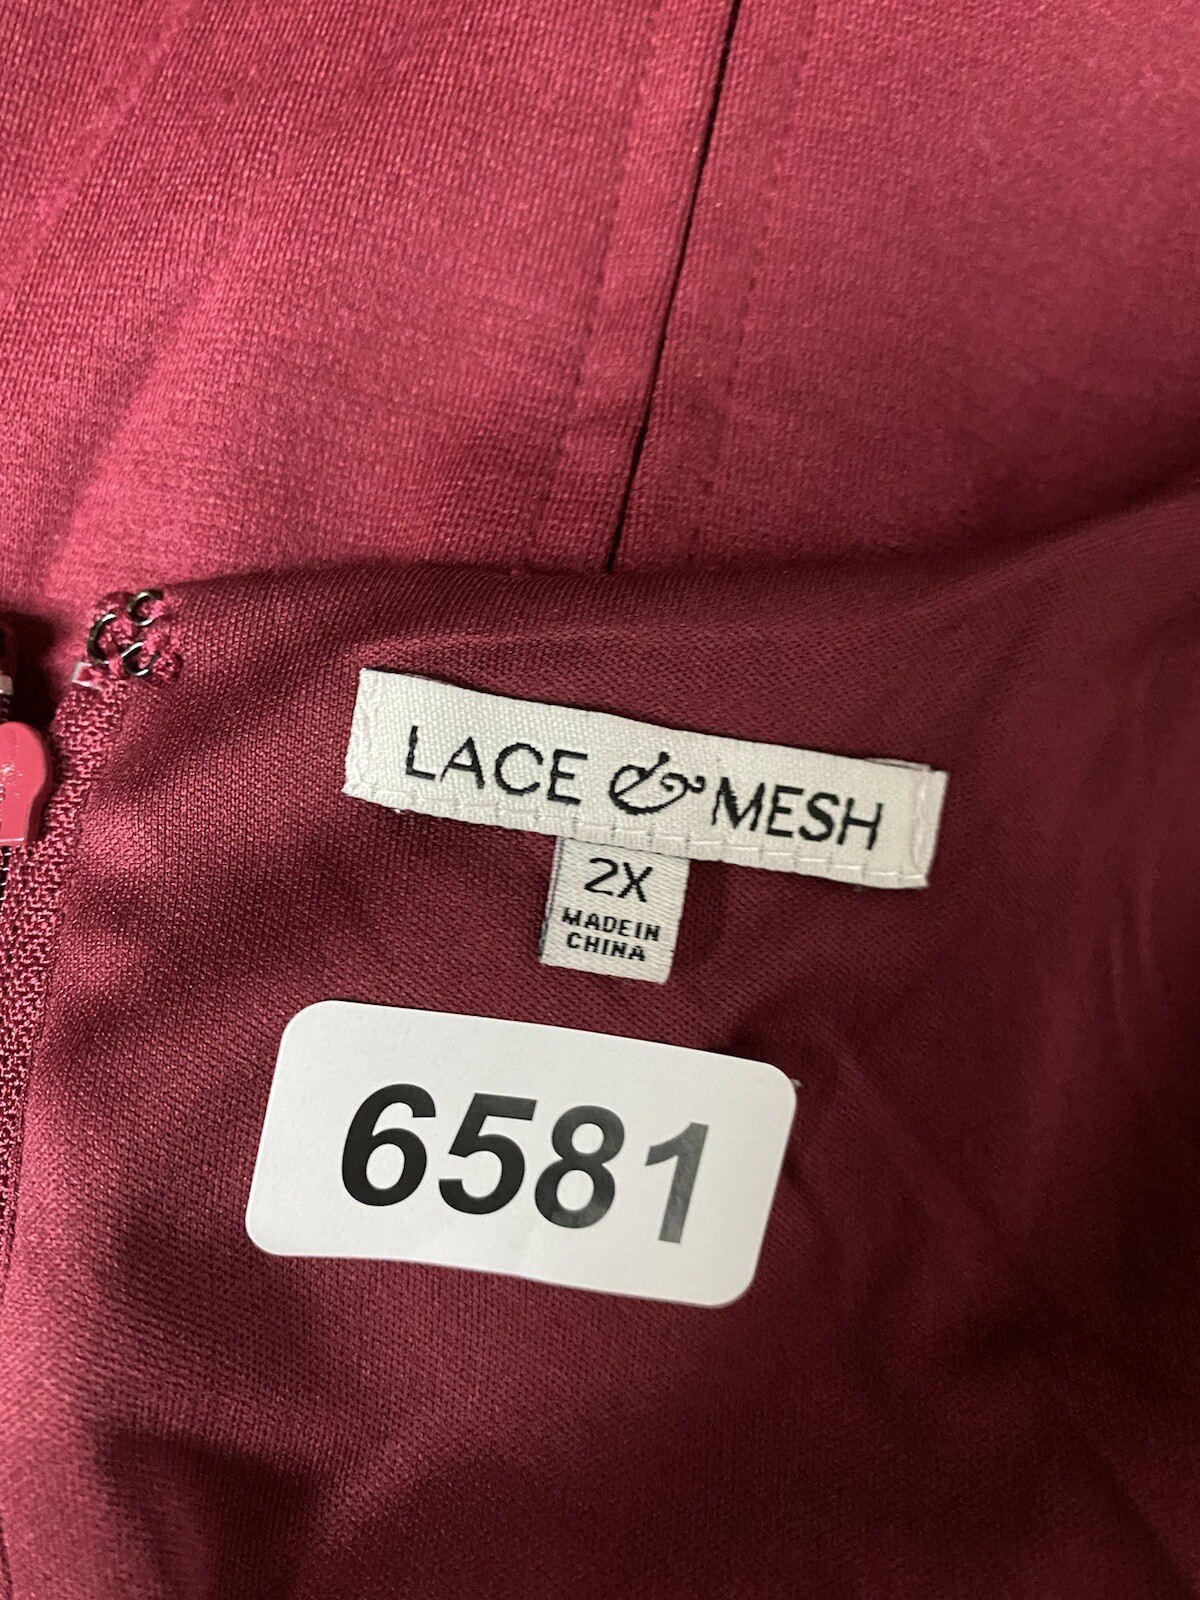 LACE & MESH
2X
MADE IN
CHINA
6581